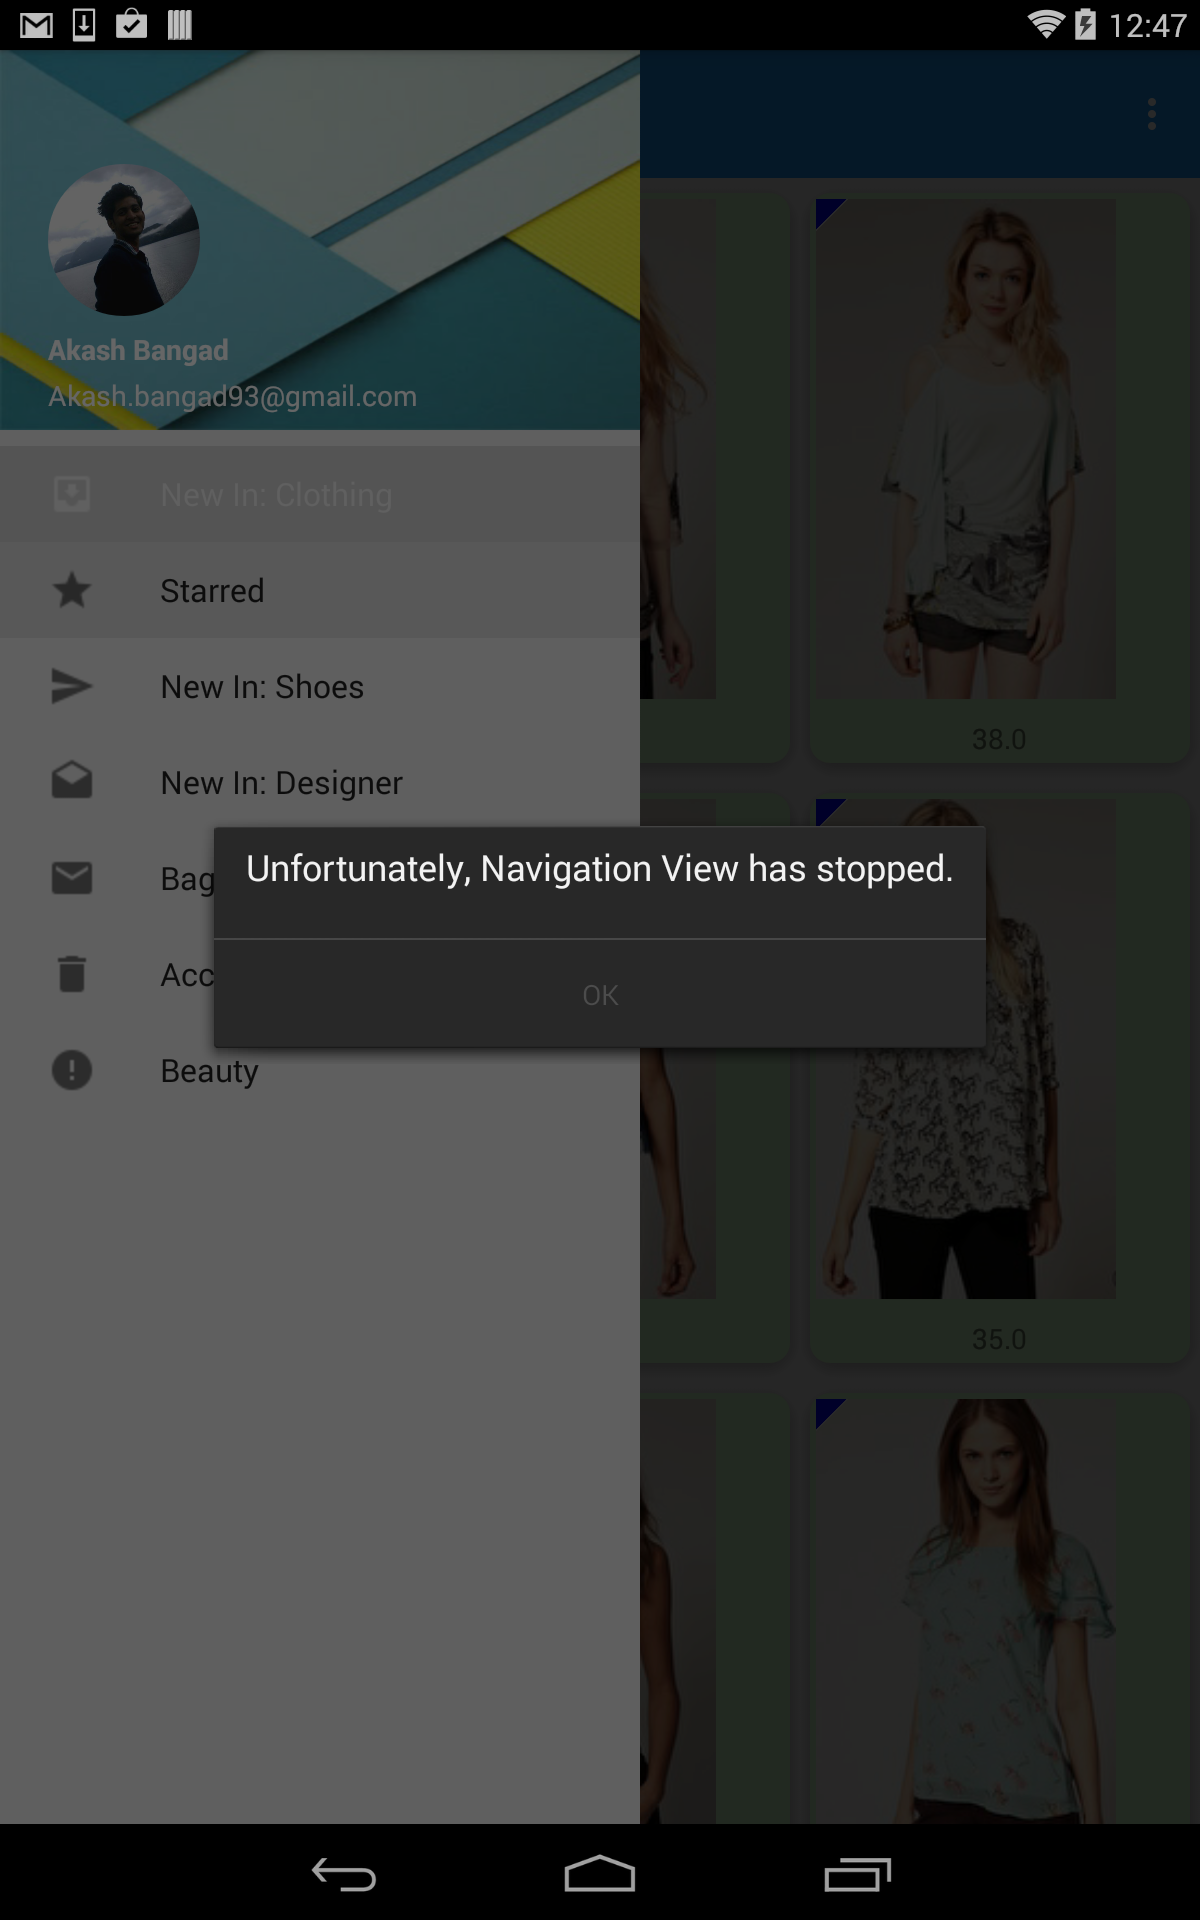 12:47
Akash Bangad
Akash.bangad93@gmail.com
New In: Clothing
Starred
New In: Shoes
38.0
New In: Designer
Unfortunately, Navigation View has stopped.
Bag
Acc
OK
Beauty
35.0